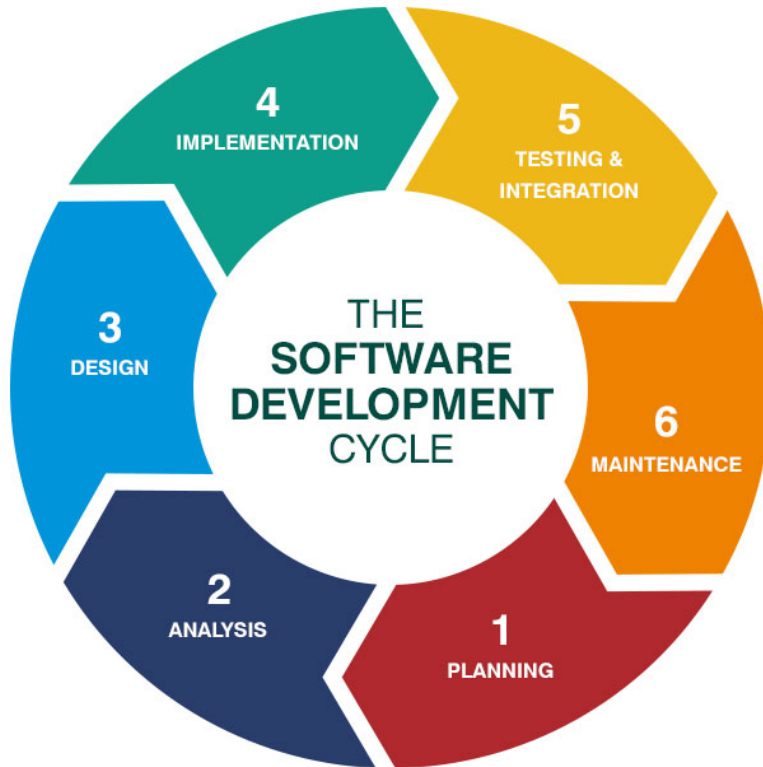 THE
SOFTWARE
DEVELOPMENT
CYCLE
1
PLANNING
2
ANALYSIS
3
DESIGN
4
IMPLEMENTATION
5
TESTING &
INTEGRATION
6
MAINTENANCE